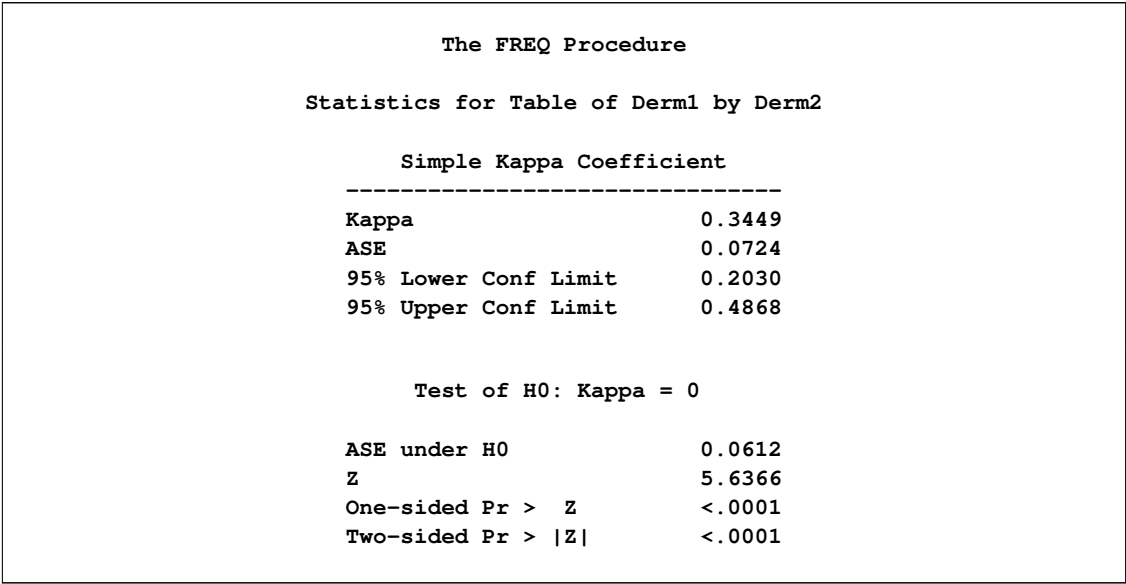 The FREQ Procedure
Statistics for Table of Derm1 by Derm2
Simple Kappa Coefficient
--------------------------------
Kappa 0.3449
ASE 0.0724
95% Lower Conf Limit 0.2030
95% Upper Conf Limit 0.4868
Test of H0: Kappa = 0
ASE under H0 0.0612
Z 5.6366
One-sided Pr > Z <.0001
Two-sided Pr > |Z| <.0001